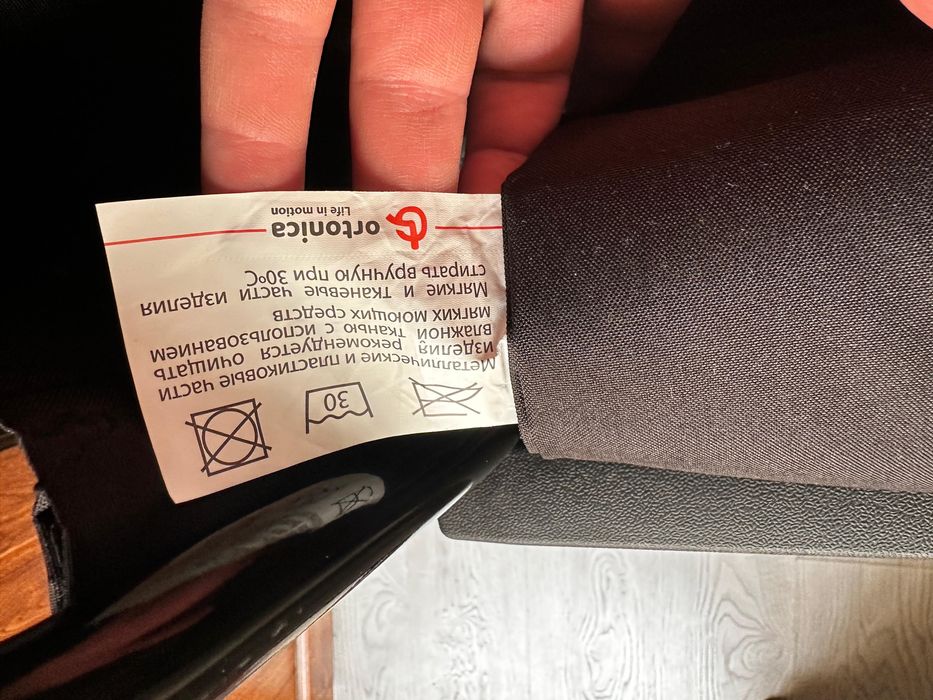 30
Металлические и пластиковые части
изделия рекомендуется очищать
влажной тканью с использованием
мягких моющих средств
Мягкие и тканевые части изделия
стирать вручную при 30ºС
ortonica
Life in motion